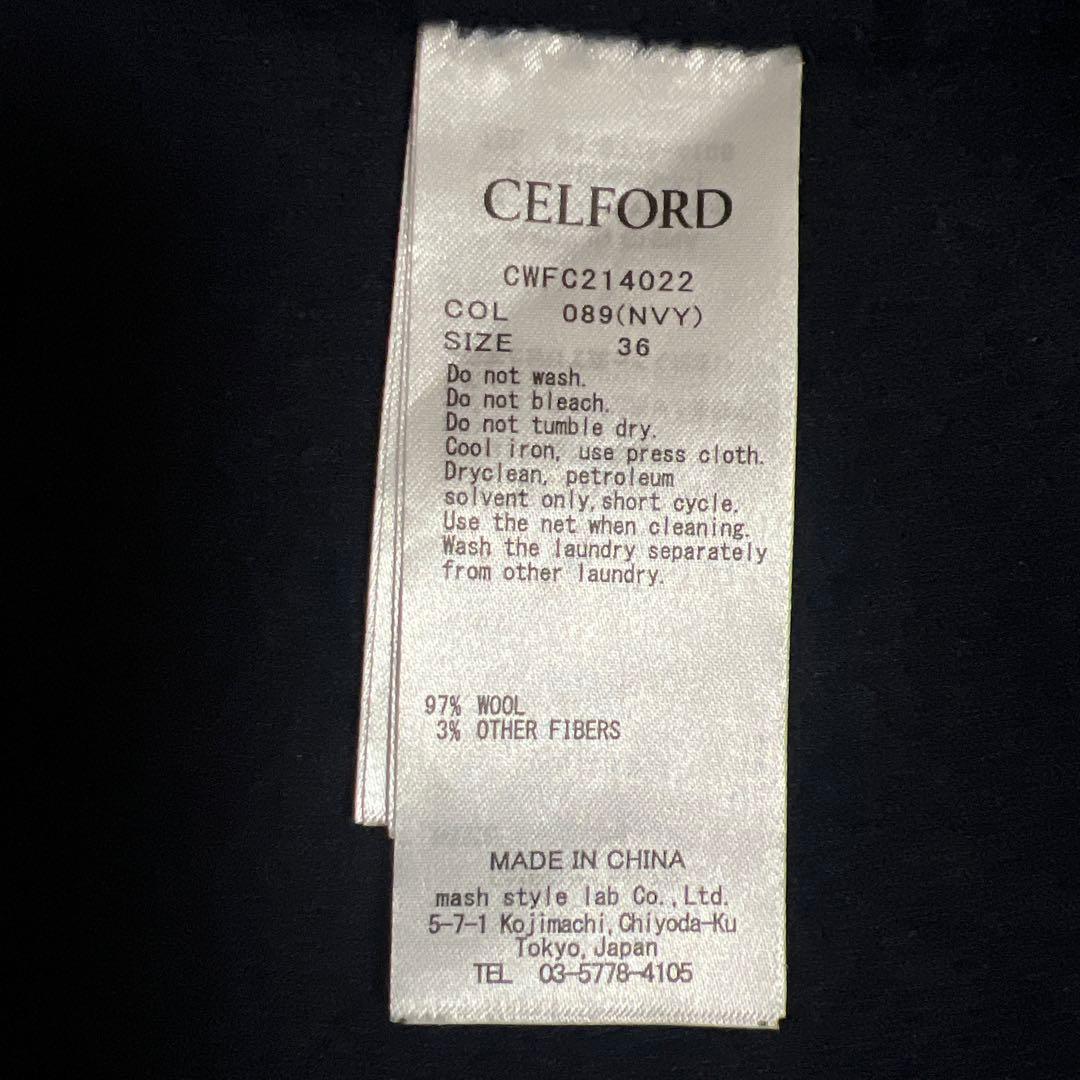 CELFORD
CWFC214022
COL 089(NVY)
SIZE 36
Do not wash.
Do not bleach.
Do not tumble dry.
Cool iron, use press cloth.
Dryclean, petroleum
solvent only, short cycle.
Use the net when cleaning.
Wash the laundry separately
from other laundry.
97% WOOL
3% OTHER FIBERS
MADE IN CHINA
mash style lab Co.,Ltd.
5-7-1 Kojimachi, Chiyoda-Ku
Tokyo, Japan
TEL 03-5778-4105